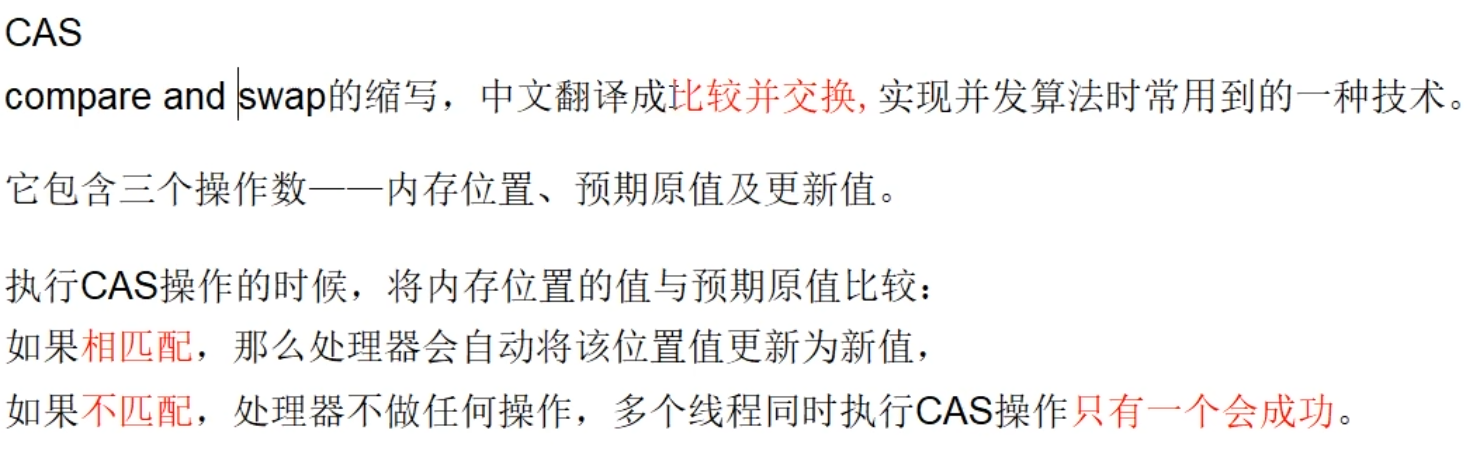 CAS
compare and swap的缩写，中文翻译成比较并交换,实现并发算法时常用到的一种技术。
它包含三个操作数——内存位置、预期原值及更新值。
执行CAS操作的时候，将内存位置的值与预期原值比较：
如果相匹配，那么处理器会自动将该位置值更新为新值，
如果不匹配，处理器不做任何操作，多个线程同时执行CAS操作只有一个会成功。